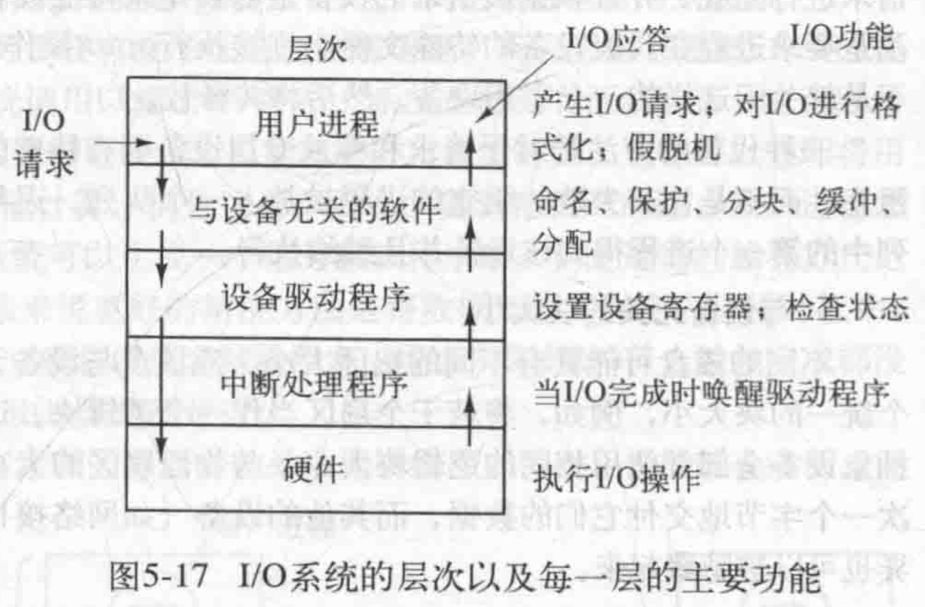 层次
I/O应答
I/O功能
I/O
请求
用户进程
产生I/O请求；对I/O进行格
式化；假脱机
与设备无关的软件
命名、保护、分块、缓冲、
分配
设备驱动程序
设置设备寄存器；检查状态
中断处理程序
当I/O完成时唤醒驱动程序
硬件
执行I/O操作
图5-17 I/O系统的层次以及每一层的主要功能